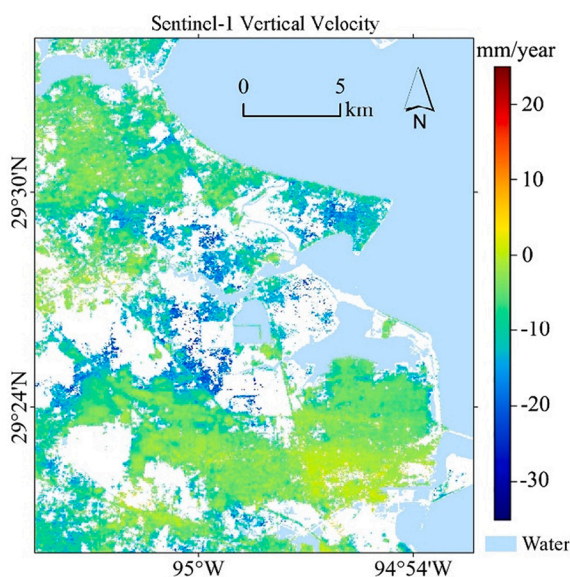 Sentinel-1 Vertical Velocity
mm/year
0 5
km
N
20
10
0
-10
-20
-30
29°30'N
29°24'N
95°W
94°54'W
Water